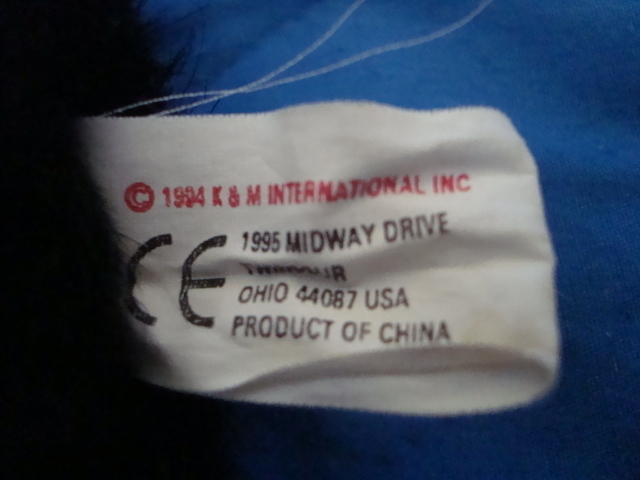 © 1994 K & M INTERNATIONAL INC
CE 1995 MIDWAY DRIVE
OHIO 44087 USA
PRODUCT OF CHINA